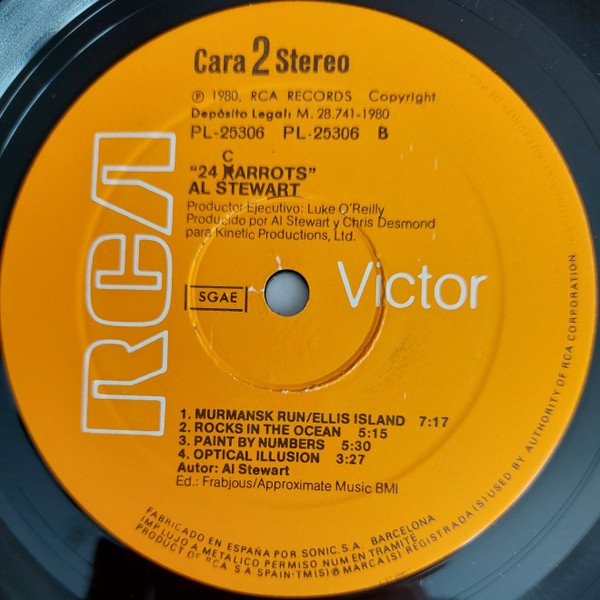 Cara 2 Stereo
℗ 1980, RCA RECORDS Copyright
Depósito Legal: M. 28.741-1980
PL-25306 PL-25306 B
C
"24 KARROTS"
AL STEWART
Productor Ejecutivo: Luke O'Reilly
Producido por Al Stewart y Chris Desmond
para Kinetic Productions, Ltd.
RCA
SGAE
Victor
1. MURMANSK RUN/ELLIS ISLAND 7:17
2. ROCKS IN THE OCEAN 5:15
3. PAINT BY NUMBERS 5:30
4. OPTICAL ILLUSION 3:27
Autor: Al Stewart
Ed.: Frabjous/Approximate Music BMI
FABRICADO EN ESPAÑA POR SONIC, S.A. BARCELONA
IMP. LUJO A METALICO PERMISO NUM EN TRAMITE
PRODUCT OF RCA. S.A SPAIN-TM(S)® MARCA(S) REGISTRADA(S) USED BY AUTHORITY OF RCA CORPORATION